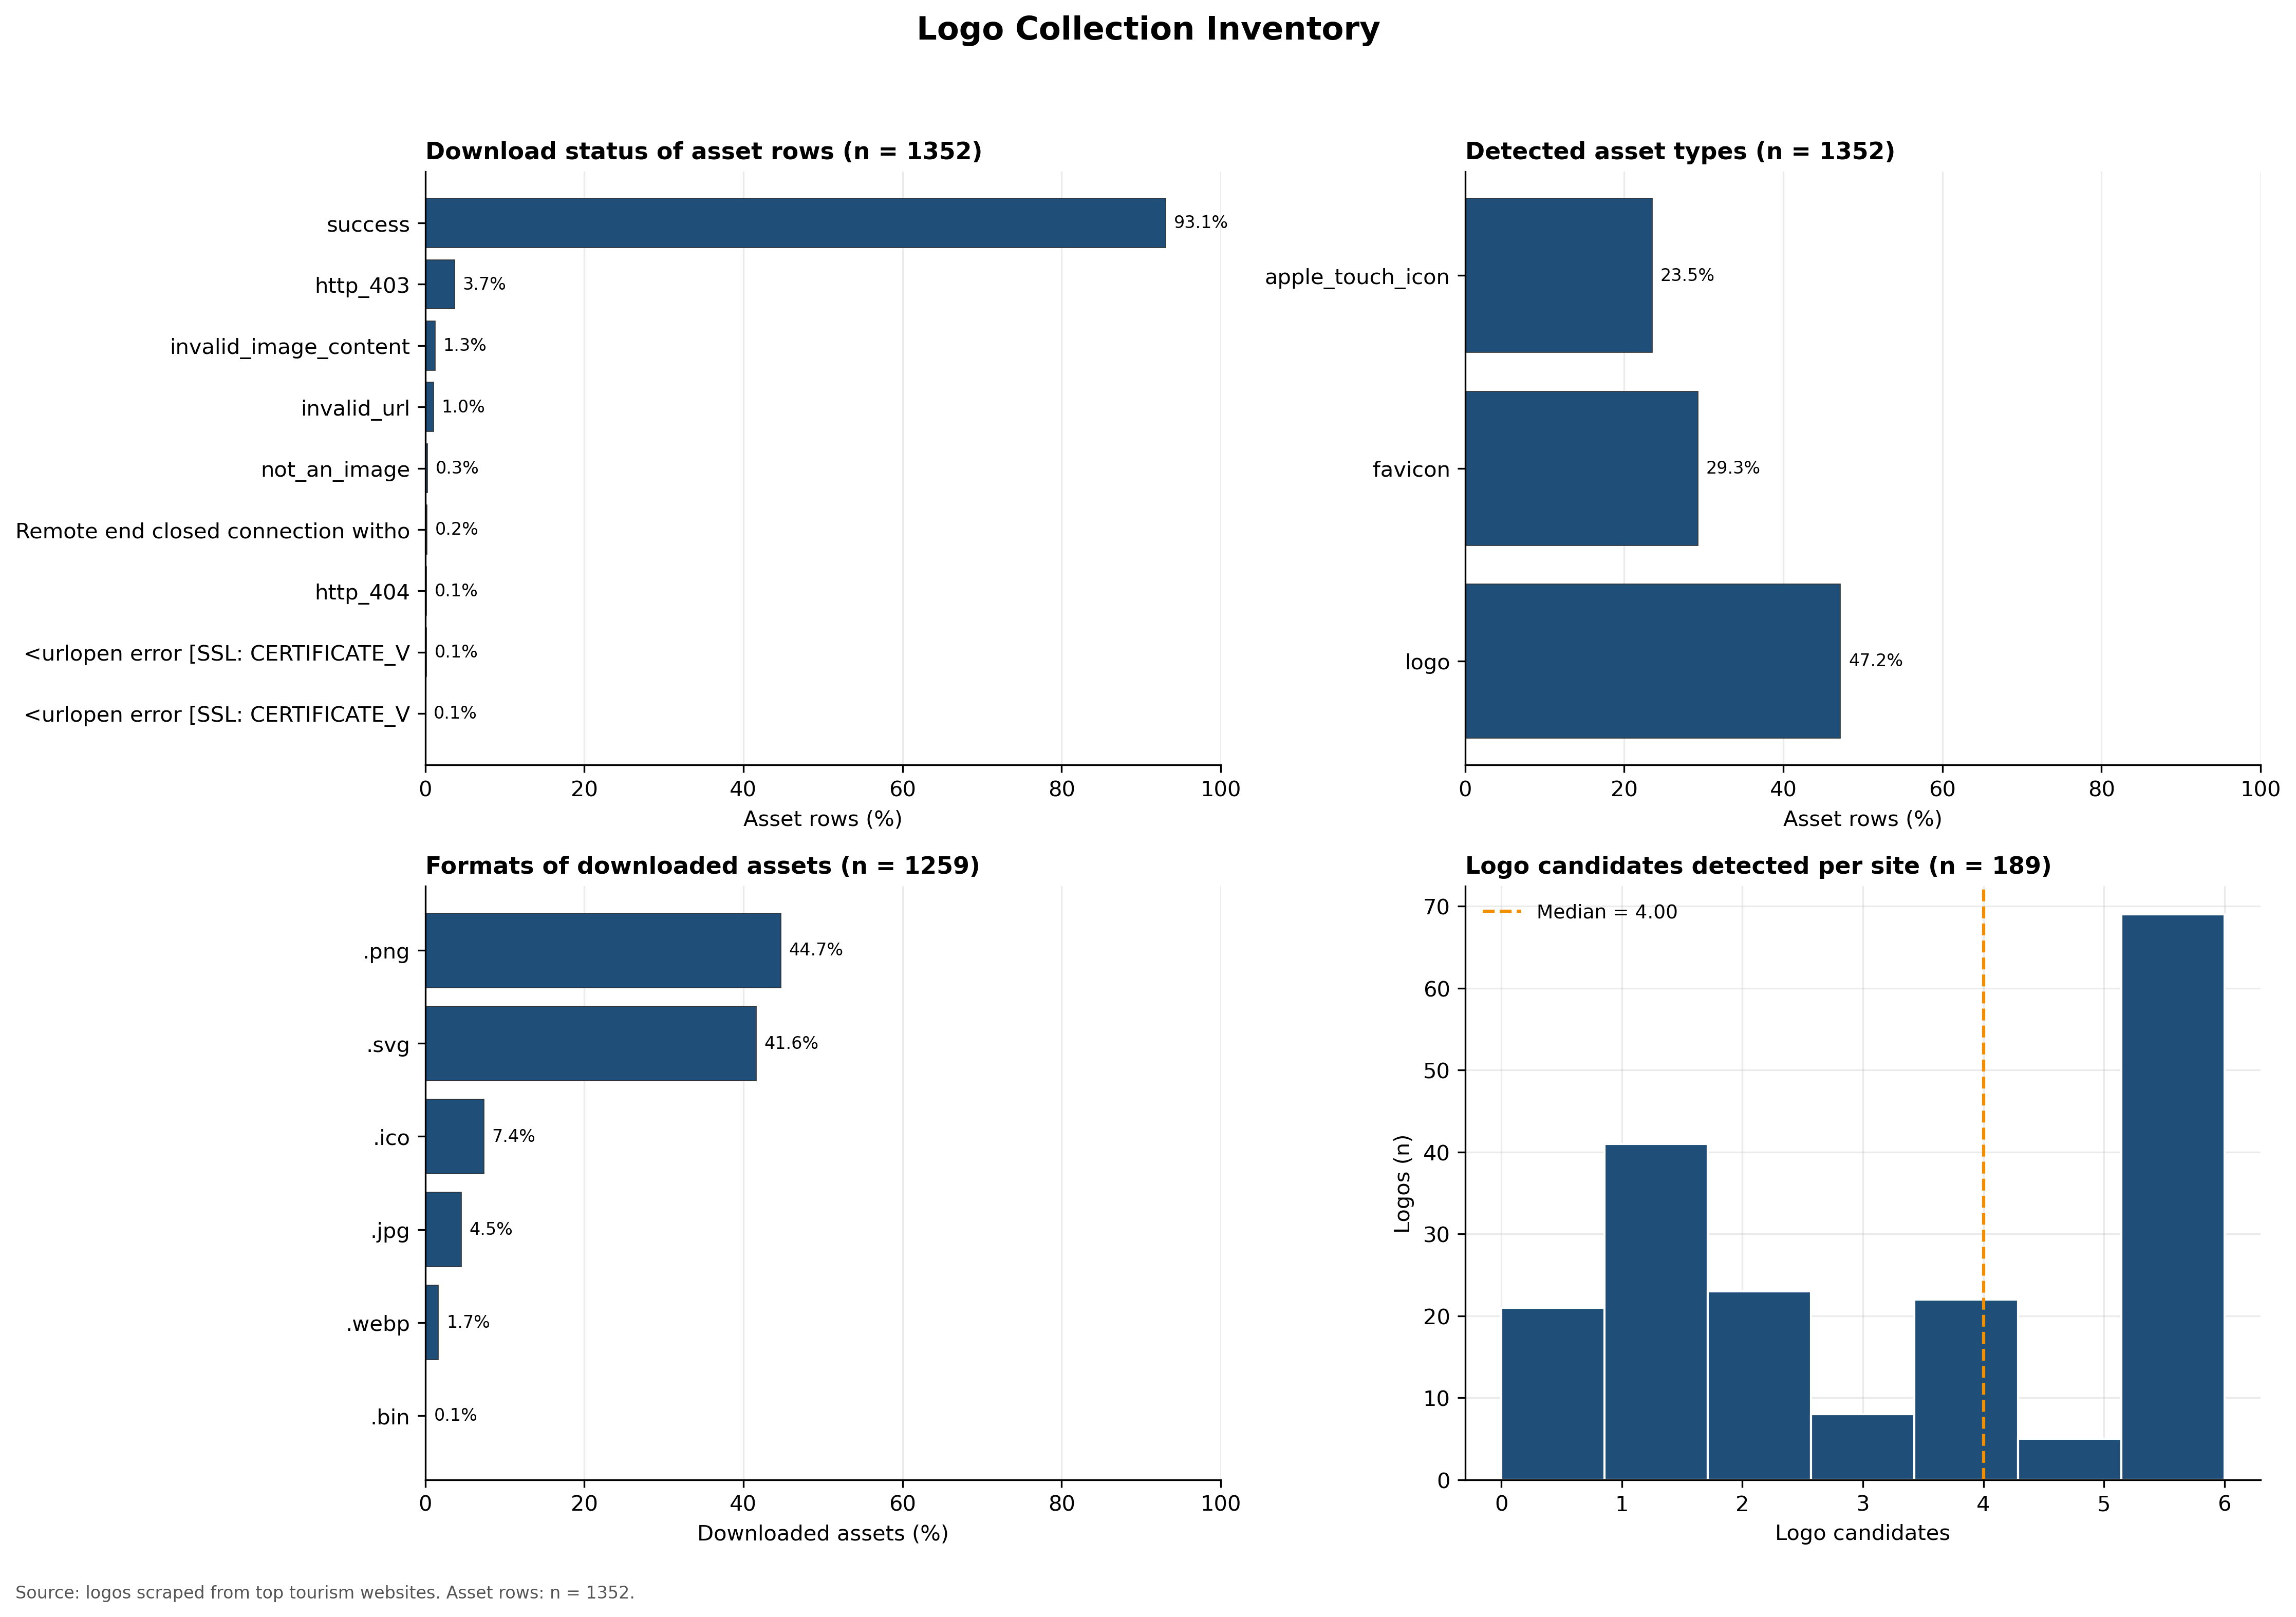 Logo Collection Inventory
Download status of asset rows (n = 1352)
success
93.1%
http_403
3.7%
invalid_image_content
1.3%
invalid_url
1.0%
not_an_image
0.3%
Remote end closed connection witho
0.2%
http_404
0.1%
<urlopen error [SSL: CERTIFICATE_V
0.1%
<urlopen error [SSL: CERTIFICATE_V
0.1%
0 20 40 60 80 100
Asset rows (%)
Detected asset types (n = 1352)
apple_touch_icon
23.5%
favicon
29.3%
logo
47.2%
0 20 40 60 80 100
Asset rows (%)
Formats of downloaded assets (n = 1259)
.png
44.7%
.svg
41.6%
.ico
7.4%
.jpg
4.5%
.webp
1.7%
.bin
0.1%
0 20 40 60 80 100
Downloaded assets (%)
Logo candidates detected per site (n = 189)
Median = 4.00
70
60
50
40
30
20
10
0
Logos (n)
0 1 2 3 4 5 6
Logo candidates
Source: logos scraped from top tourism websites. Asset rows: n = 1352.